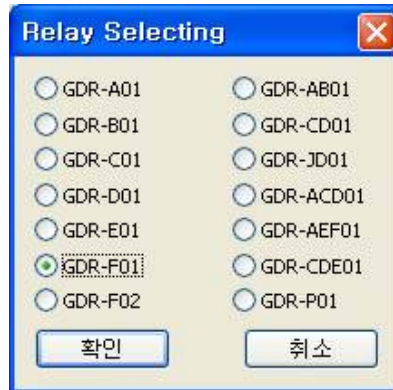 Relay Selecting
GDR-A01 GDR-AB01
GDR-B01 GDR-CD01
GDR-C01 GDR-JD01
GDR-D01 GDR-ACD01
GDR-E01 GDR-AEF01
GDR-F01 GDR-CDE01
GDR-F02 GDR-P01
확인 취소